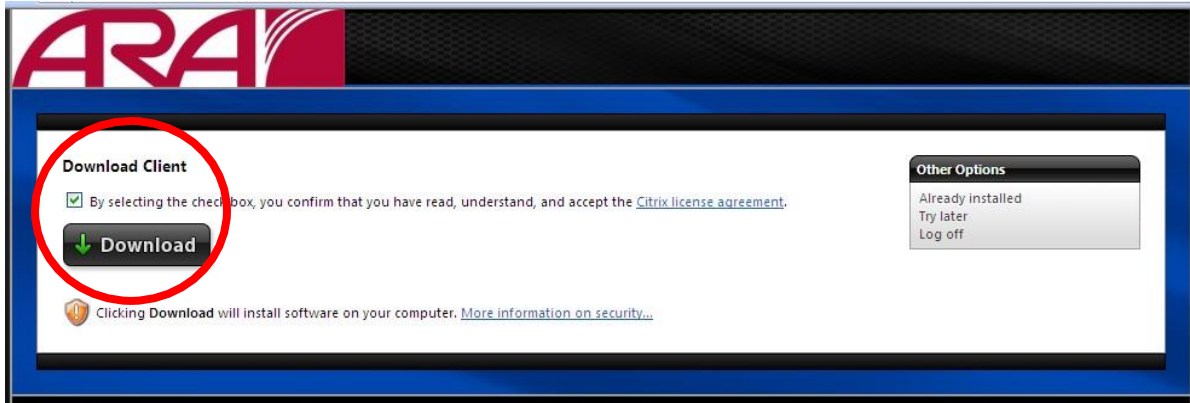 ARA
Download Client
By selecting the check box, you confirm that you have read, understand, and accept the Citrix license agreement.
Download
Clicking Download will install software on your computer. More information on security...
Other Options
Already installed
Try later
Log off